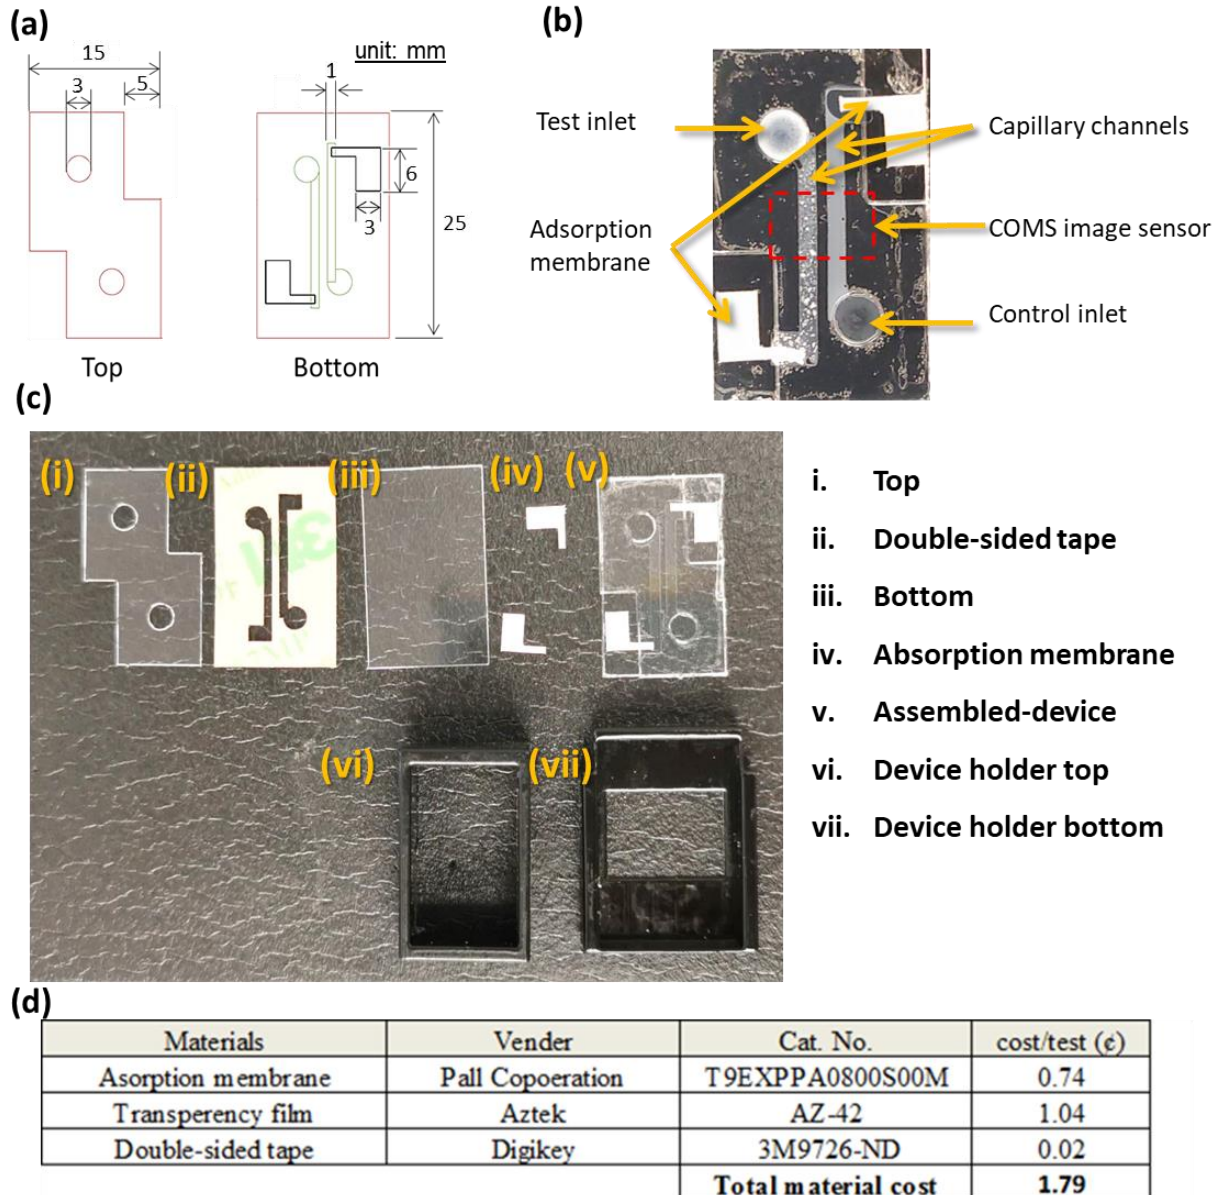 (a)
unit: mm
15
3
5
1
6
3
25
Top
Bottom
(b)
Test inlet
Adsorption
membrane
Capillary channels
COMS image sensor
Control inlet
(c)
(i)
(ii)
(iii)
(iv)
(v)
(vi)
(vii)
3M
i. Top
ii. Double-sided tape
iii. Bottom
iv. Absorption membrane
v. Assembled-device
vi. Device holder top
vii. Device holder bottom
(d)
Materials Vender Cat. No. cost/test (¢)
Asorption membrane Pall Copoeration T9EXPPA0800S00M 0.74
Transperency film Aztek AZ-42 1.04
Double-sided tape Digikey 3M9726-ND 0.02
Total material cost 1.79